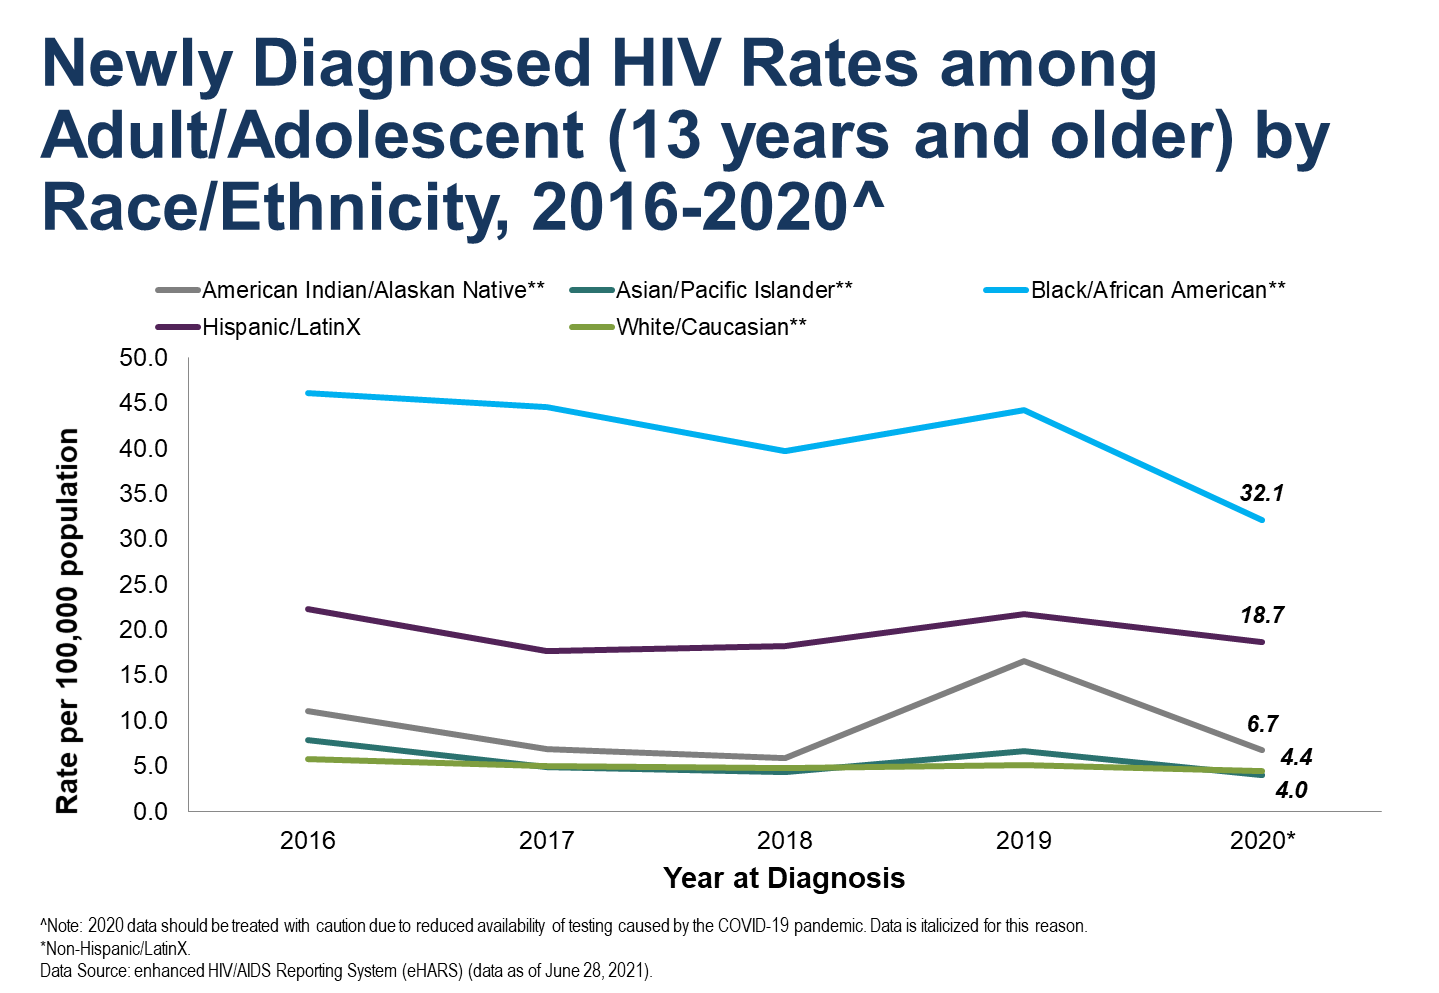 Newly Diagnosed HIV Rates among
Adult/Adolescent (13 years and older) by
Race/Ethnicity, 2016-2020^
American Indian/Alaskan Native** Asian/Pacific Islander** Black/African American**
Hispanic/LatinX White/Caucasian**
Rate per 100,000 population
50.0
45.0
40.0
35.0
30.0
25.0
20.0
15.0
10.0
5.0
0.0
32.1
18.7
6.7
4.4
4.0
2016 2017 2018 2019 2020*
Year at Diagnosis
^Note: 2020 data should be treated with caution due to reduced availability of testing caused by the COVID-19 pandemic. Data is italicized for this reason.
*Non-Hispanic/LatinX.
Data Source: enhanced HIV/AIDS Reporting System (eHARS) (data as of June 28, 2021).